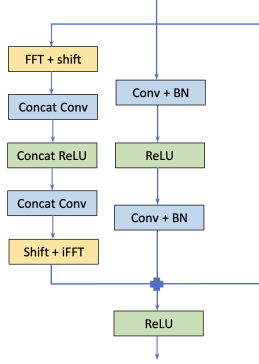 FFT + shift
Concat Conv
Concat ReLU
Concat Conv
Shift + iFFT
Conv + BN
ReLU
Conv + BN
ReLU